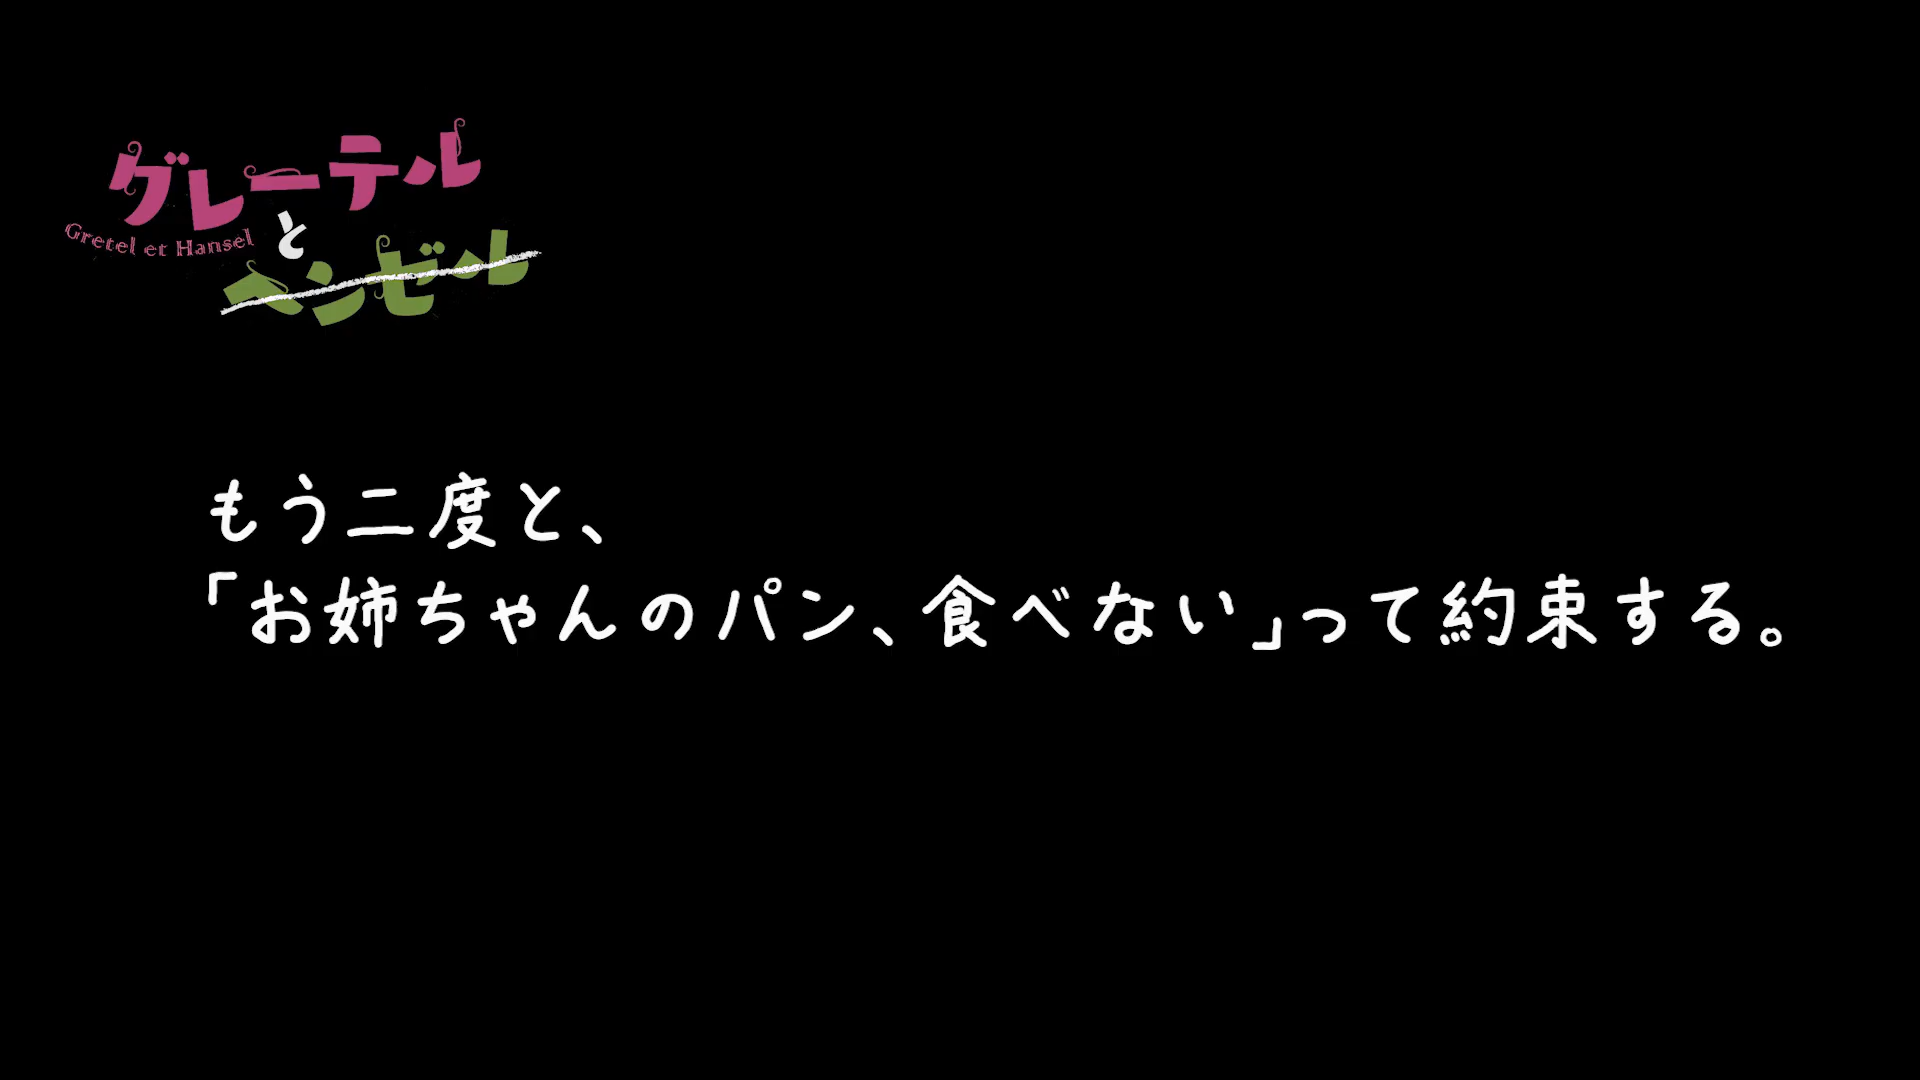 グレーテル
と
Gretel et Hansel
ヘンゼル
もう二度と、
「お姉ちゃんのパン、食べない」って約束する。